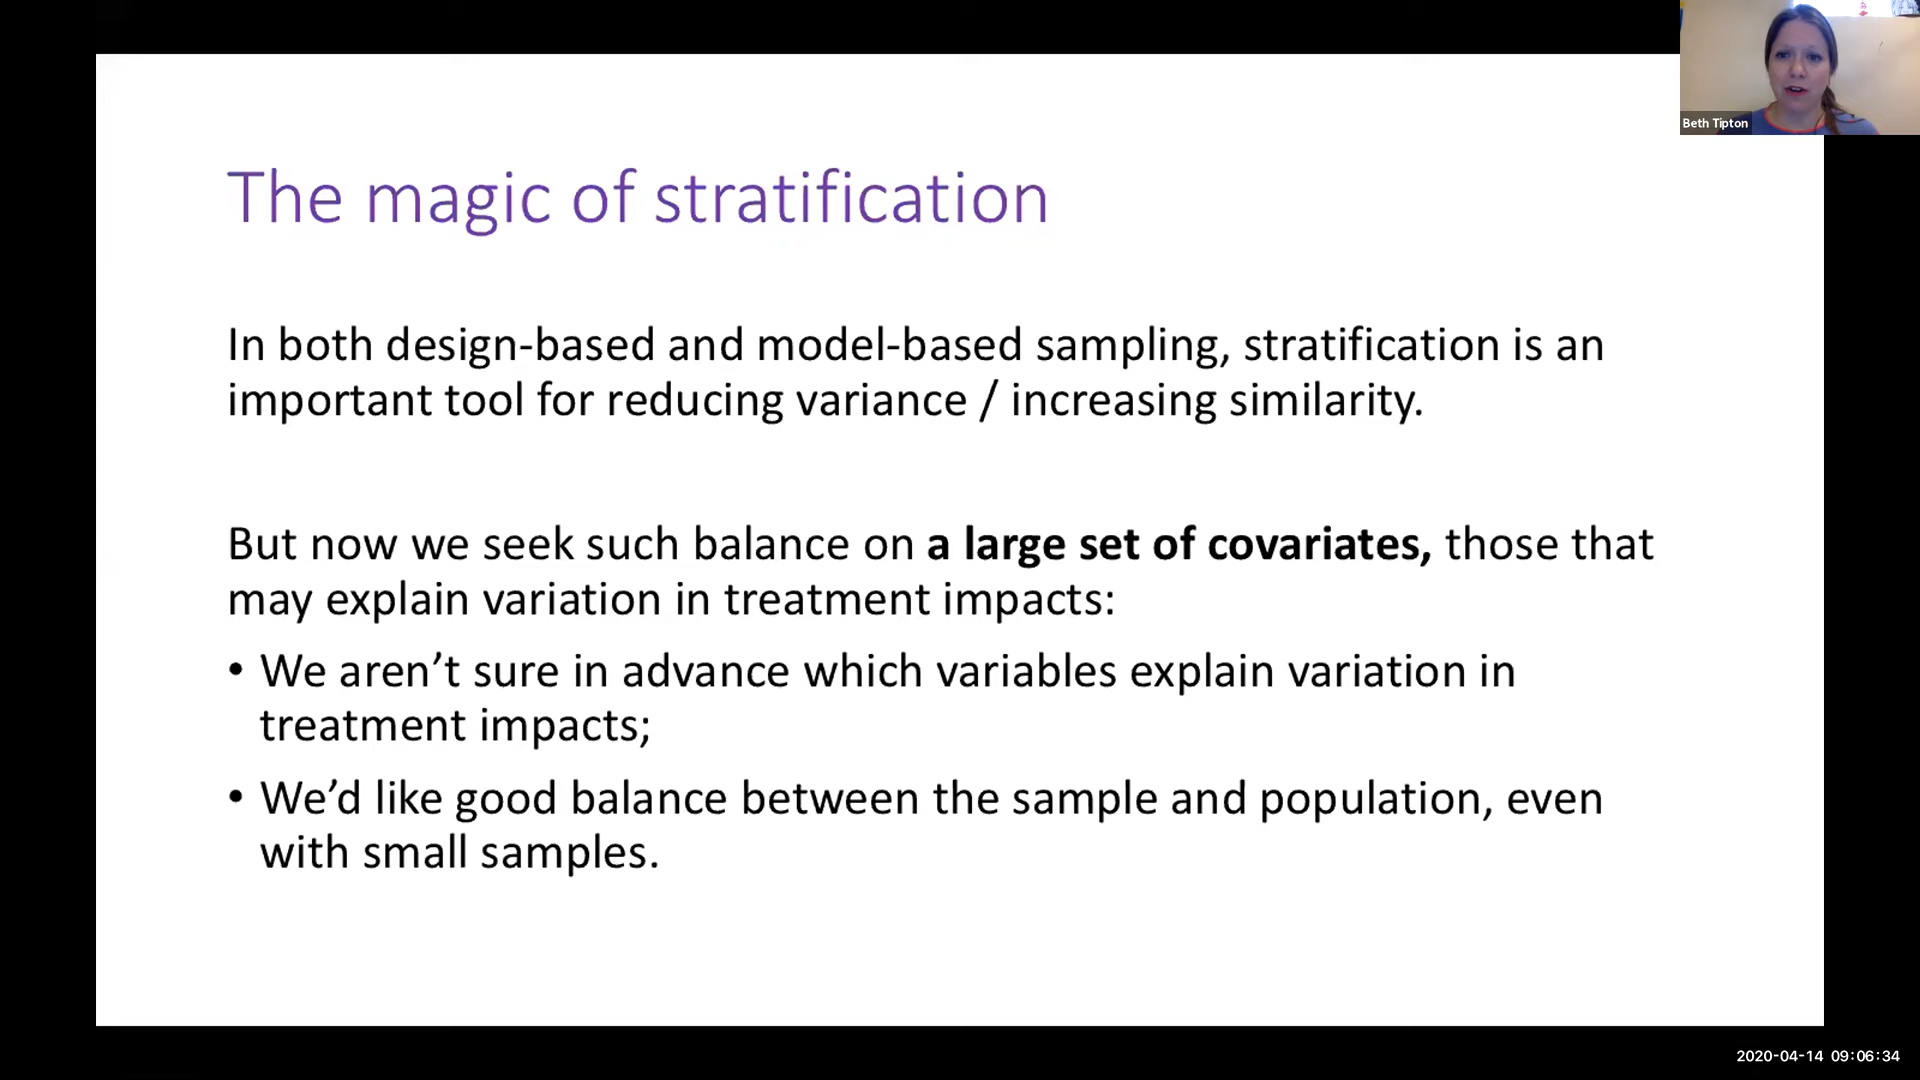 Beth Tipton
The magic of stratification
In both design-based and model-based sampling, stratification is an
important tool for reducing variance / increasing similarity.
But now we seek such balance on a large set of covariates, those that
may explain variation in treatment impacts:
• We aren’t sure in advance which variables explain variation in
treatment impacts;
• We’d like good balance between the sample and population, even
with small samples.
2020-04-14 09:06:34